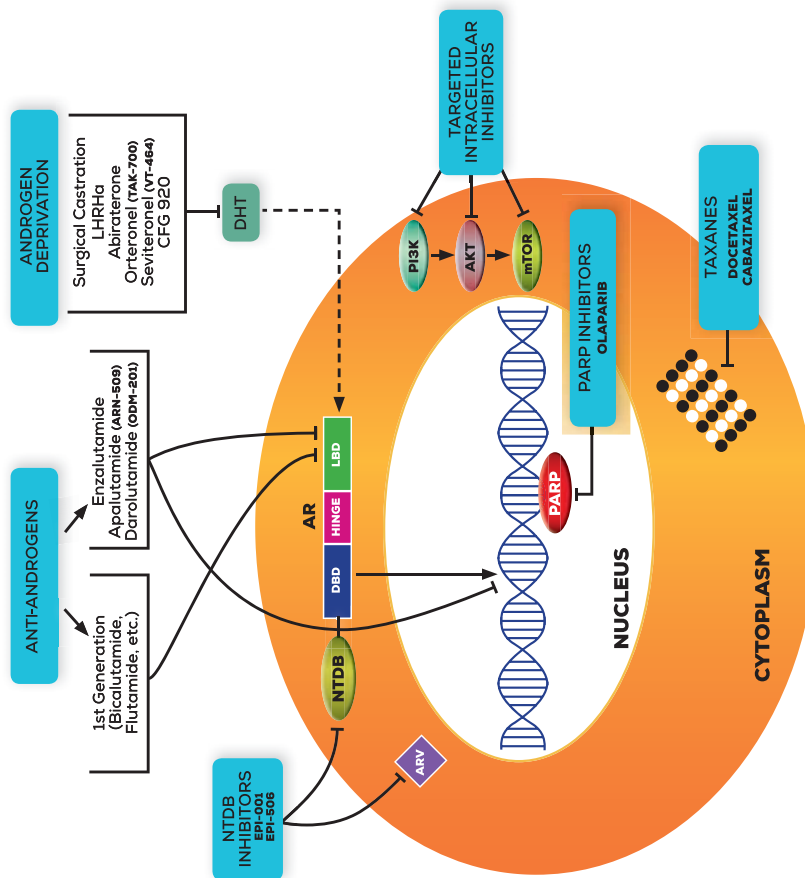 ANTI-ANDROGENS
1st Generation
(Bicalutamide,
Flutamide, etc.)
Enzalutamide
Apalutamide (ARN-509)
Darolutamide (ODM-201)
ANDROGEN
DEPRIVATION
Surgical Castration
LHRHa
Abiraterone
Orteronel (TAK-700)
Seviteronel (VT-464)
CFG 920
DHT
NTDB
INHIBITORS
EPI-001
EPI-506
AR
NTDB
DBD
HINGE
LBD
ARV
PI3K
AKT
mTOR
TARGETED
INTRACELLULAR
INHIBITORS
PARP
PARP INHIBITORS
OLAPARIB
NUCLEUS
TAXANES
DOCETAXEL
CABAZITAXEL
CYTOPLASM